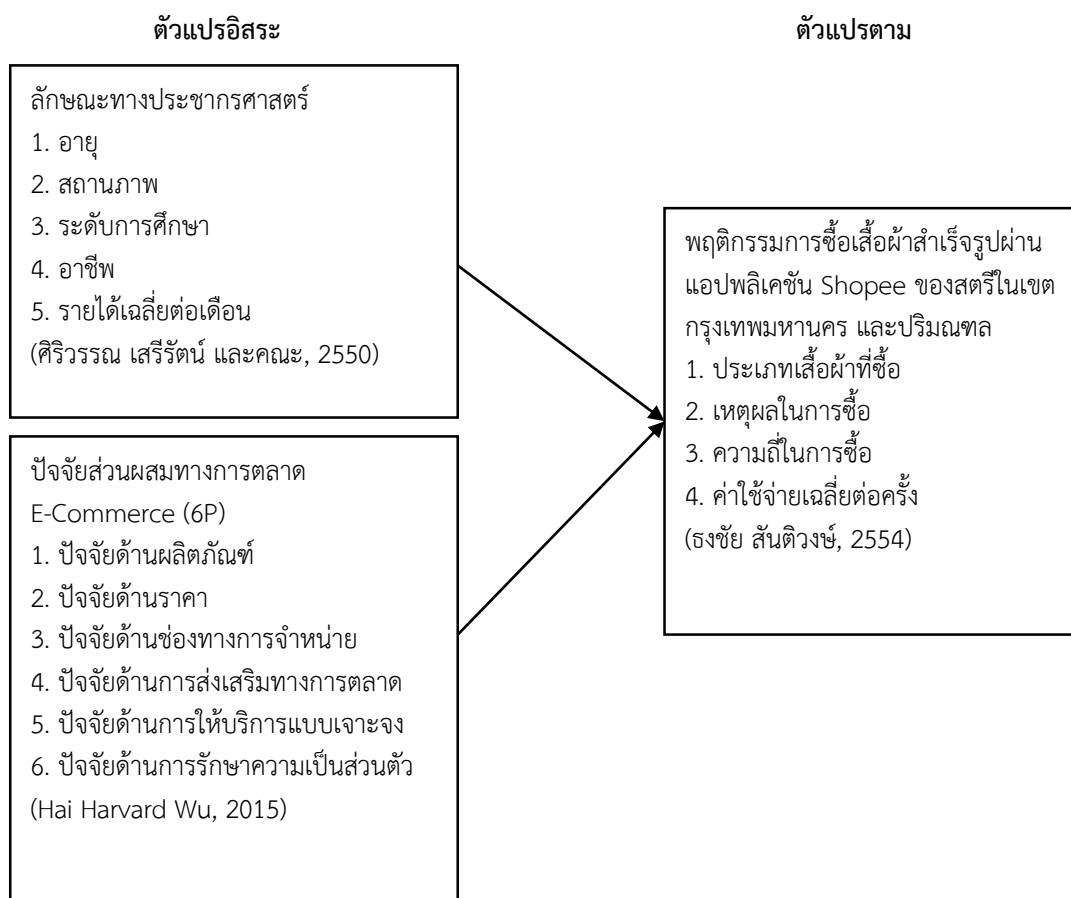 ตัวแปรอิสระ
ตัวแปรตาม
ลักษณะทางประชากรศาสตร์
1. อายุ
2. สถานภาพ
3. ระดับการศึกษา
4. อาชีพ
5. รายได้เฉลี่ยต่อเดือน
(ศิริวรรณ เสรีรัตน์ และคณะ, 2550)
ปัจจัยส่วนผสมทางการตลาด
E-Commerce (6P)
1. ปัจจัยด้านผลิตภัณฑ์
2. ปัจจัยด้านราคา
3. ปัจจัยด้านช่องทางการจำหน่าย
4. ปัจจัยด้านการส่งเสริมทางการตลาด
5. ปัจจัยด้านการให้บริการแบบเจาะจง
6. ปัจจัยด้านการรักษาความเป็นส่วนตัว
(Hai Harvard Wu, 2015)
พฤติกรรมการซื้อเสื้อผ้าสำเร็จรูปผ่าน
แอปพลิเคชัน Shopee ของสตรีในเขต
กรุงเทพมหานคร และปริมณฑล
1. ประเภทเสื้อผ้าที่ซื้อ
2. เหตุผลในการซื้อ
3. ความถี่ในการซื้อ
4. ค่าใช้จ่ายเฉลี่ยต่อครั้ง
(ธงชัย สันติวงษ์, 2554)